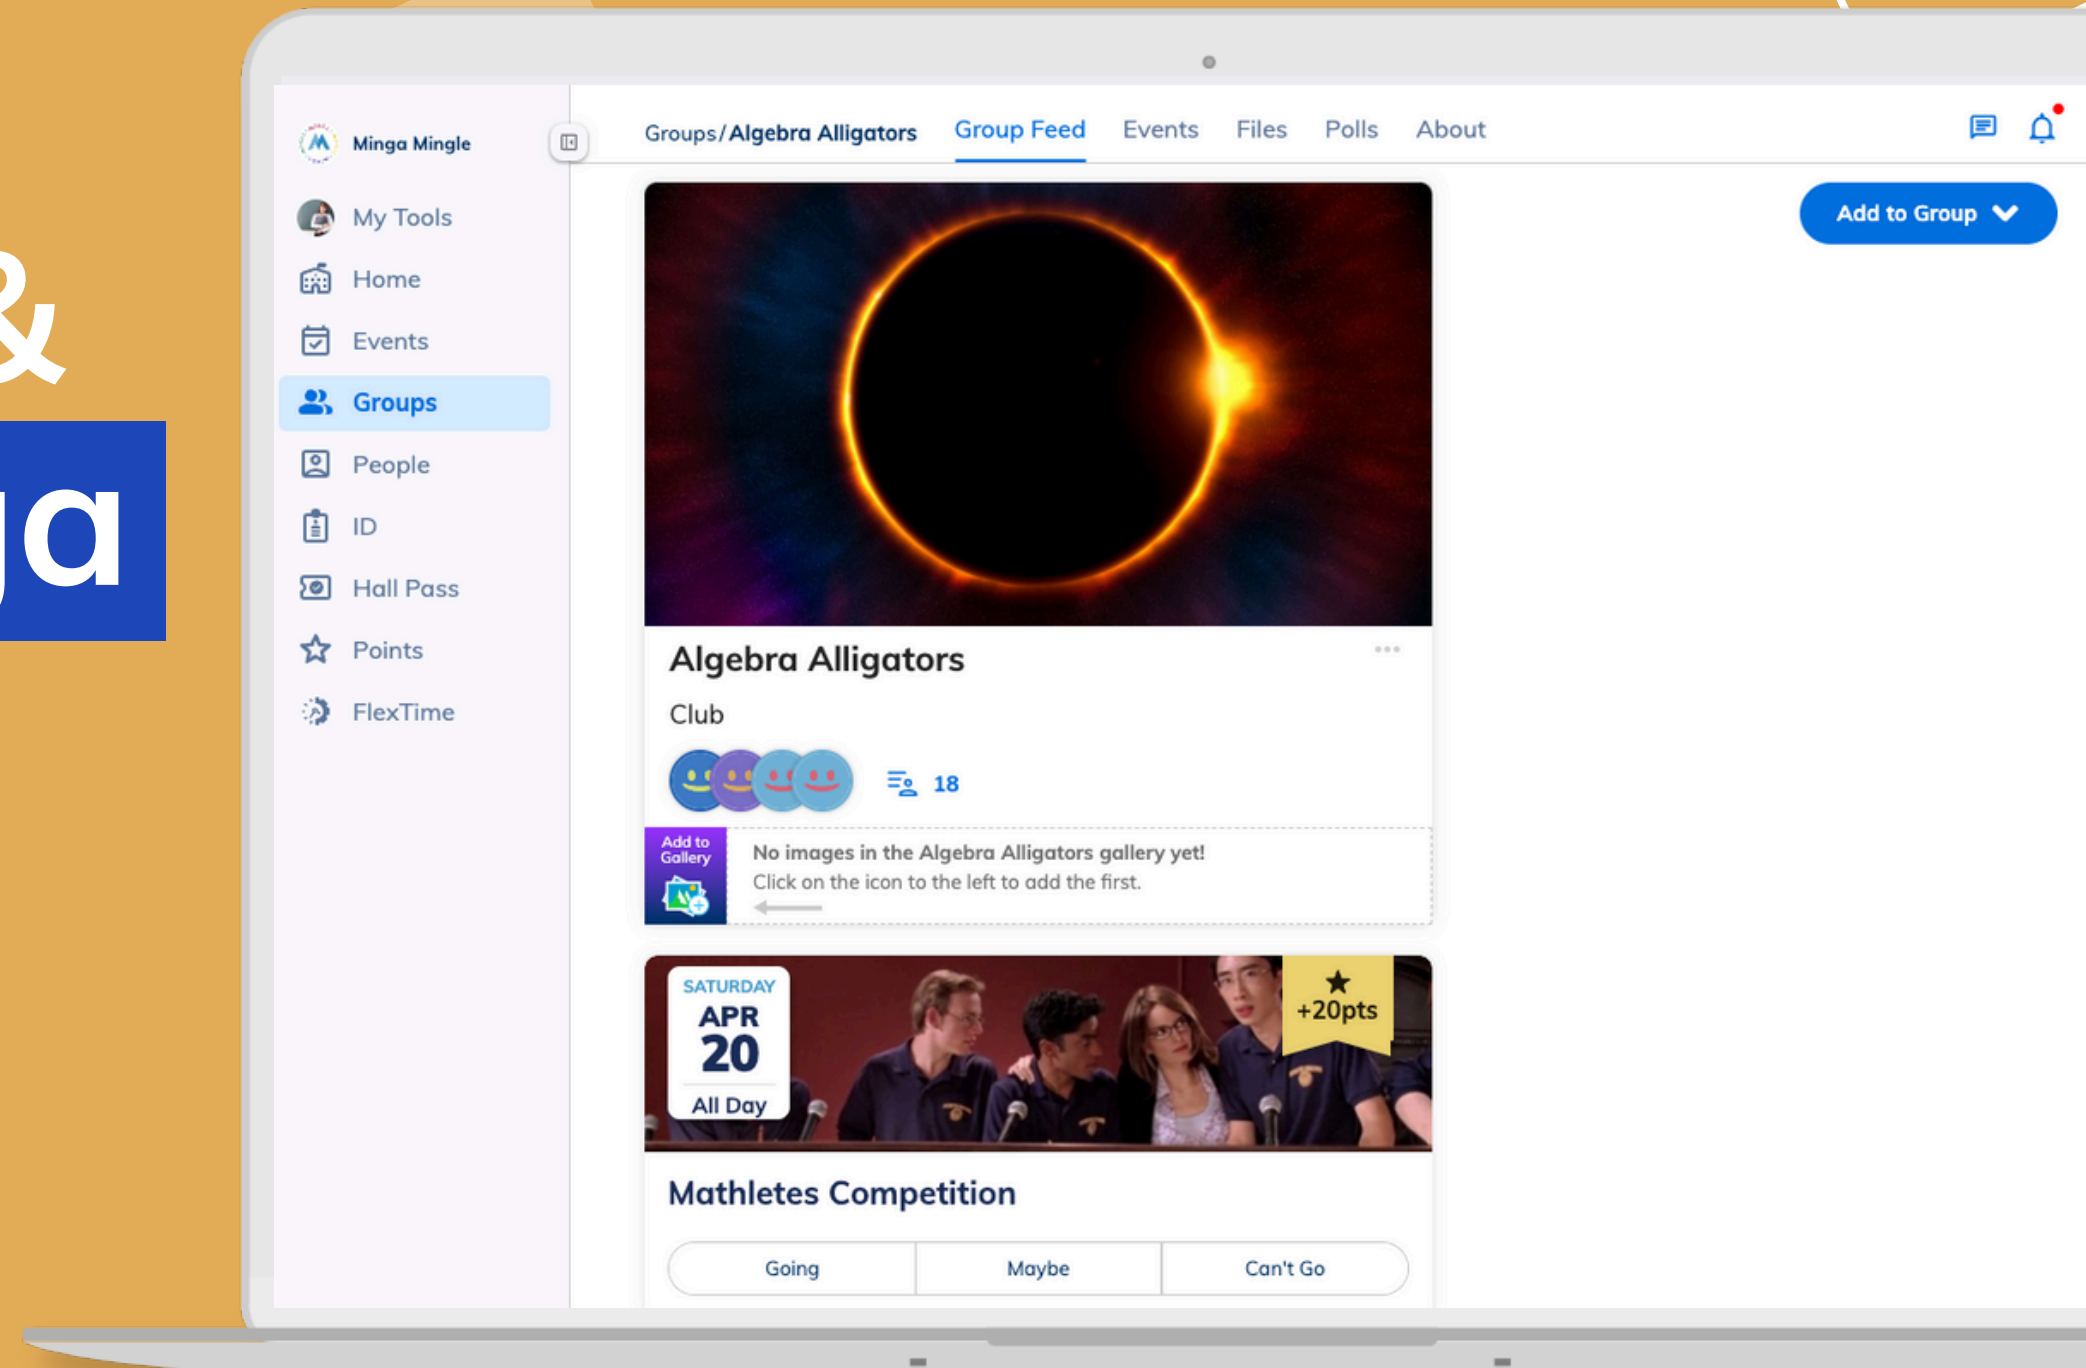 &
ga
Minga Mingle
My Tools
Home
Events
Groups
People
ID
Hall Pass
Points
FlexTime
Groups/Algebra Alligators
Group Feed
Events
Files
Polls
About
Add to Group
Algebra Alligators
Club
18
Add to
Gallery
No images in the Algebra Alligators gallery yet!
Click on the icon to the left to add the first.
SATURDAY
APR
20
All Day
+20pts
Mathletes Competition
Going
Maybe
Can't Go